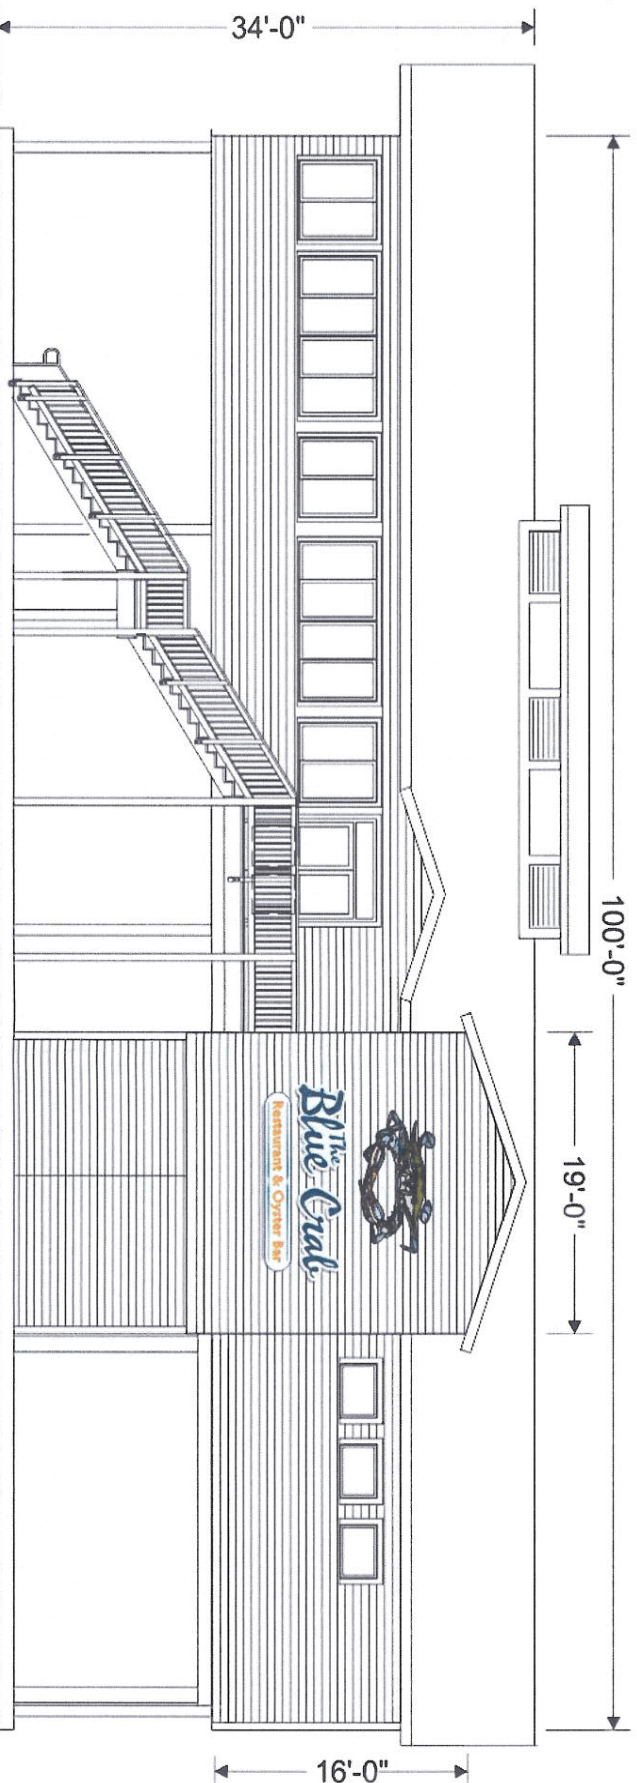 34'-0"
100'-0"
19'-0"
The
Blue Crab
Restaurant & Oyster Bar
16'-0"